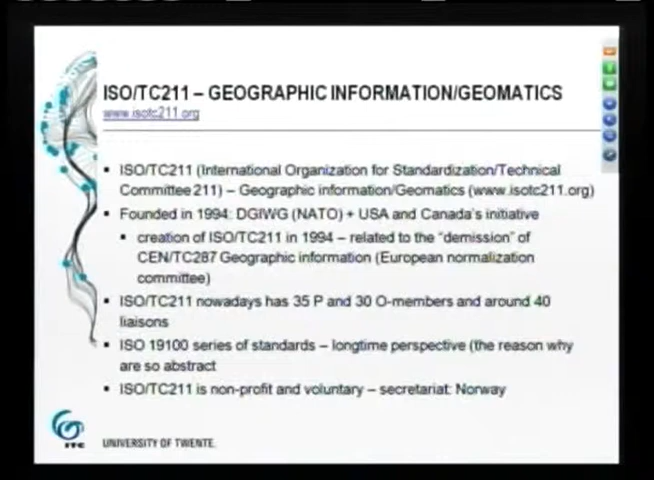 ISO/TC211 – GEOGRAPHIC INFORMATION/GEOMATICS
www.isotc211.org
▪ ISO/TC211 (International Organization for Standardization/Technical
Committee 211) – Geographic information/Geomatics (www.isotc211.org)
▪ Founded in 1994: DGIWG (NATO) + USA and Canada's initiative
▪ creation of ISO/TC211 in 1994 – related to the "demission" of
CEN/TC287 Geographic information (European normalization
committee)
▪ ISO/TC211 nowadays has 35 P and 30 O-members and around 40
liaisons
▪ ISO 19100 series of standards – longtime perspective (the reason why
are so abstract
▪ ISO/TC211 is non-profit and voluntary – secretariat: Norway
ITC
UNIVERSITY OF TWENTE.